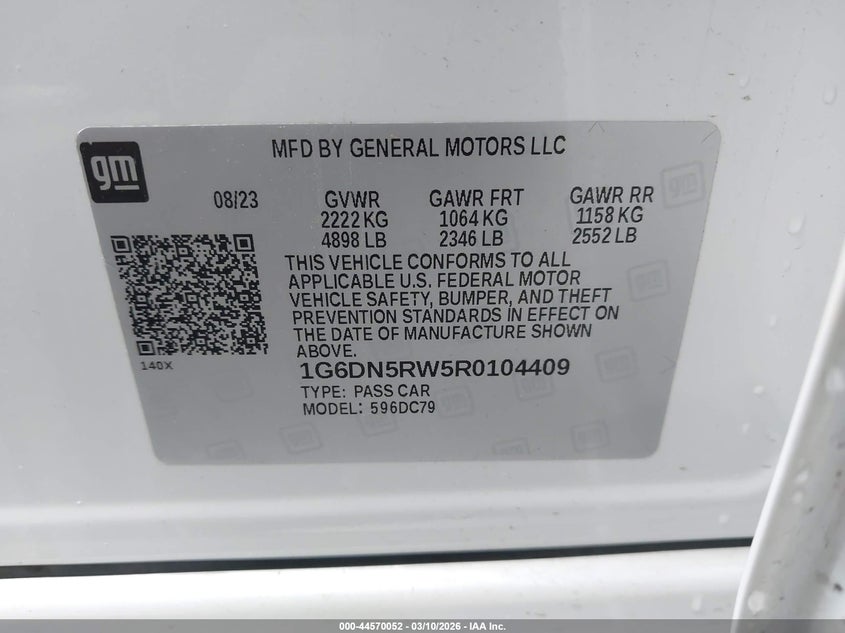 gm
MFD BY GENERAL MOTORS LLC
08/23
GVWR
2222 KG
4898 LB
GAWR FRT
1064 KG
2346 LB
GAWR RR
1158 KG
2552 LB
THIS VEHICLE CONFORMS TO ALL
APPLICABLE U.S. FEDERAL MOTOR
VEHICLE SAFETY, BUMPER, AND THEFT
PREVENTION STANDARDS IN EFFECT ON
THE DATE OF MANUFACTURE SHOWN
ABOVE.
140X
1G6DN5RW5R0104409
TYPE: PASS CAR
MODEL: 596DC79
000-44570052 - 03/10/2026 - IAA Inc.